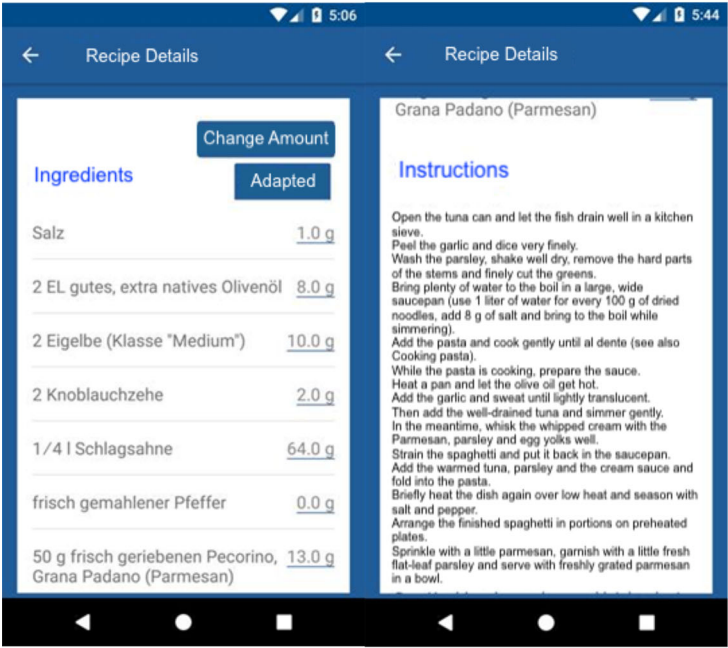 5:06
Recipe Details
Change Amount
Ingredients
Adapted
Salz 1.0 g
2 EL gutes, extra natives Olivenöl 8.0 g
2 Eigelbe (Klasse "Medium") 10.0 g
2 Knoblauchzehe 2.0 g
1/4 l Schlagsahne 64.0 g
frisch gemahlener Pfeffer 0.0 g
50 g frisch geriebenen Pecorino, 13.0 g
Grana Padano (Parmesan)
5:44
Recipe Details
Grana Padano (Parmesan)
Instructions
Open the tuna can and let the fish drain well in a kitchen
sieve.
Peel the garlic and dice very finely.
Wash the parsley, shake well dry, remove the hard parts
of the stems and finely cut the greens.
Bring plenty of water to the boil in a large, wide
saucepan (use 1 liter of water for every 100 g of dried
noodles, add 8 g of salt and bring to the boil while
simmering).
Add the pasta and cook gently until al dente (see also
Cooking pasta).
While the pasta is cooking, prepare the sauce.
Heat a pan and let the olive oil get hot.
Add the garlic and sweat until lightly translucent.
Then add the well-drained tuna and simmer gently.
In the meantime, whisk the whipped cream with the
Parmesan, parsley and egg yolks well.
Strain the spaghetti and put it back in the saucepan.
Add the warmed tuna, parsley and the cream sauce and
fold into the pasta.
Briefly heat the dish again over low heat and season with
salt and pepper.
Arrange the finished spaghetti in portions on preheated
plates.
Sprinkle with a little parmesan, garnish with a little fresh
flat-leaf parsley and serve with freshly grated parmesan
in a bowl.